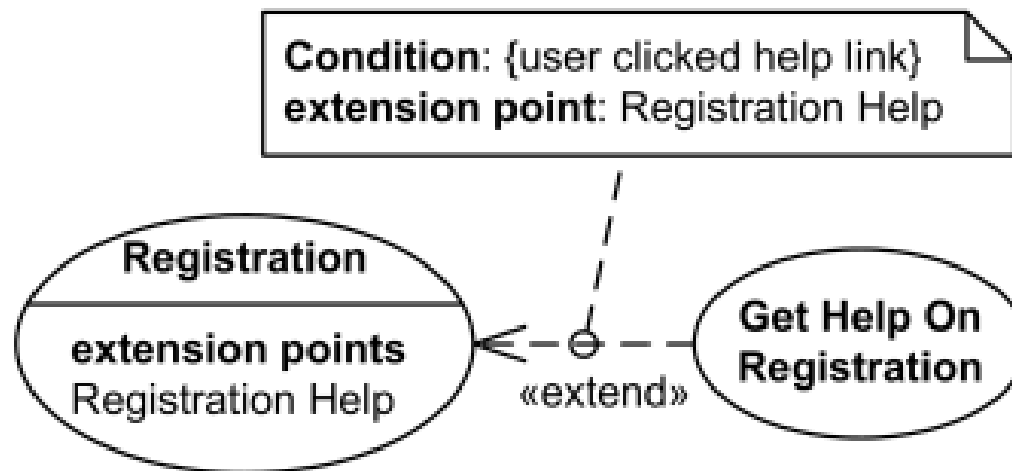 Condition: {user clicked help link}
extension point: Registration Help
Registration
extension points
Registration Help
«extend»
Get Help On
Registration